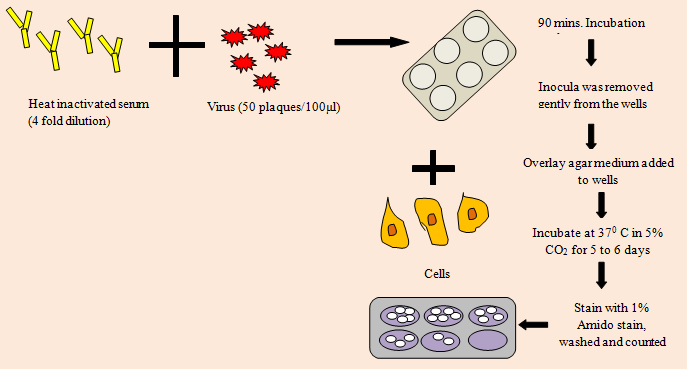 Heat inactivated serum
(4 fold dilution)
Virus (50 plaques/100µl)
90 mins. Incubation
Inocula was removed
gently from the wells
Overlay agar medium added
to wells
Incubate at 37⁰ C in 5%
CO₂ for 5 to 6 days
Cells
Stain with 1%
Amido stain,
washed and counted